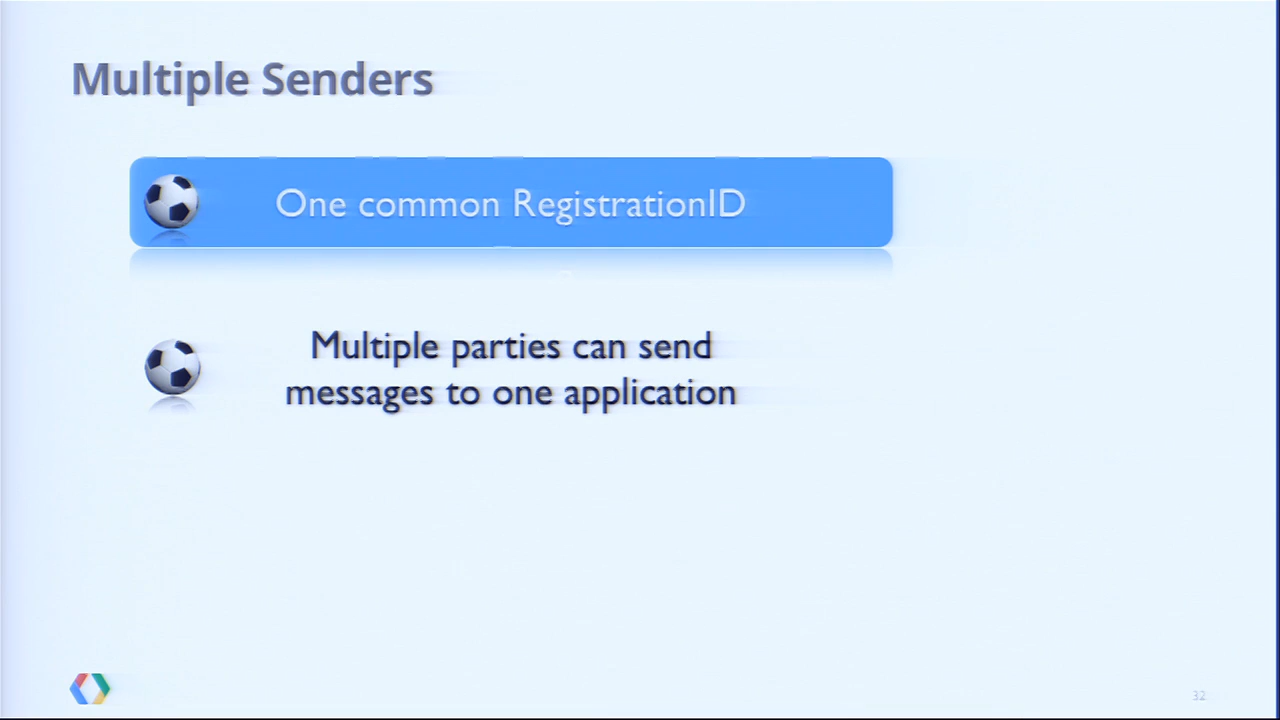 Multiple Senders
One common RegistrationID
Multiple parties can send
messages to one application
32